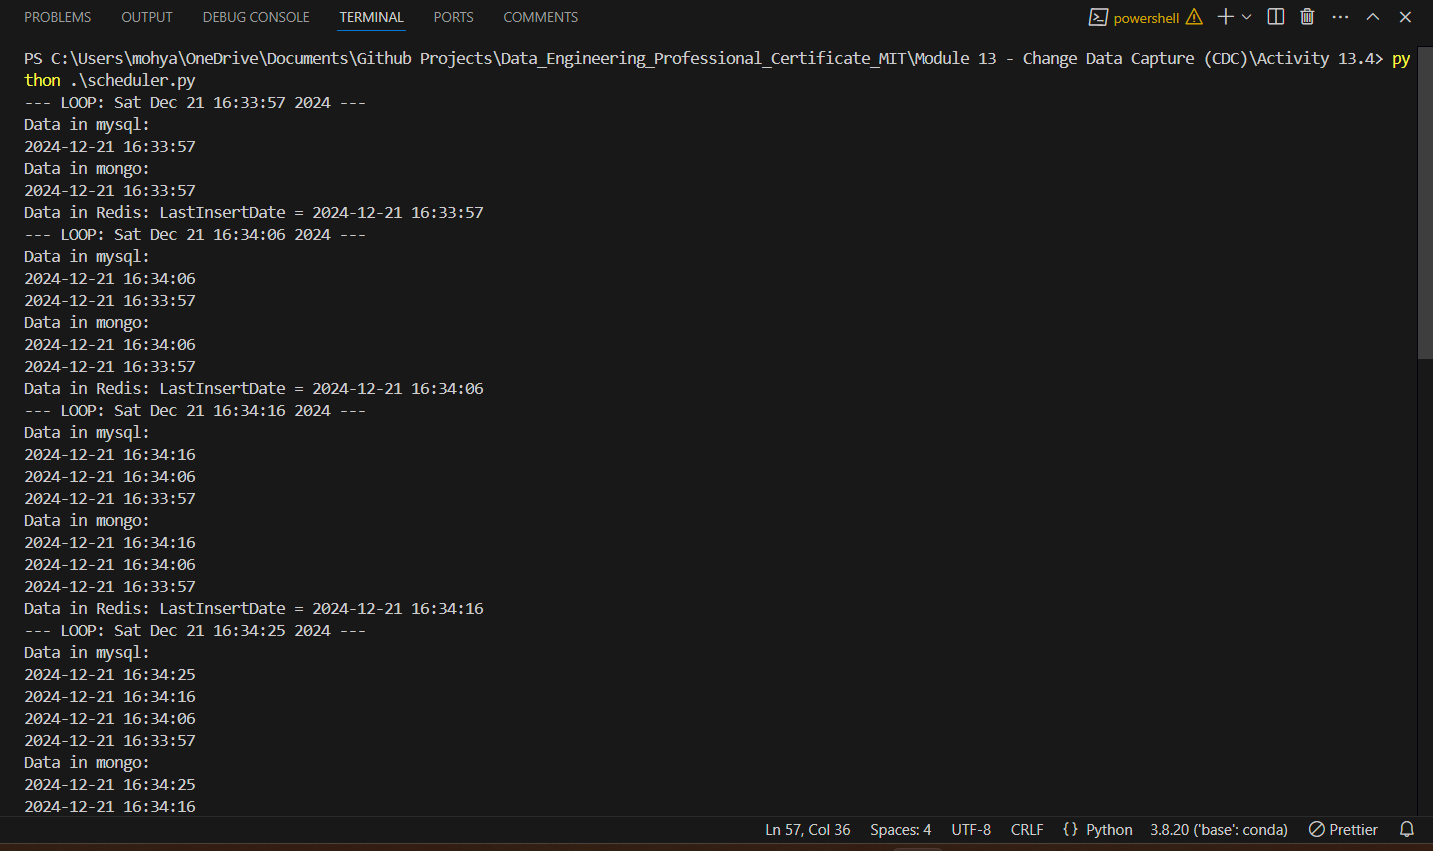 PROBLEMS OUTPUT DEBUG CONSOLE TERMINAL PORTS COMMENTS powershell
PS C:\Users\mohya\OneDrive\Documents\Github Projects\Data_Engineering_Professional_Certificate_MIT\Module 13 - Change Data Capture (CDC)\Activity 13.4> py
thon .\scheduler.py
--- LOOP: Sat Dec 21 16:33:57 2024 ---
Data in mysql:
2024-12-21 16:33:57
Data in mongo:
2024-12-21 16:33:57
Data in Redis: LastInsertDate = 2024-12-21 16:33:57
--- LOOP: Sat Dec 21 16:34:06 2024 ---
Data in mysql:
2024-12-21 16:34:06
2024-12-21 16:33:57
Data in mongo:
2024-12-21 16:34:06
2024-12-21 16:33:57
Data in Redis: LastInsertDate = 2024-12-21 16:34:06
--- LOOP: Sat Dec 21 16:34:16 2024 ---
Data in mysql:
2024-12-21 16:34:16
2024-12-21 16:34:06
2024-12-21 16:33:57
Data in mongo:
2024-12-21 16:34:16
2024-12-21 16:34:06
2024-12-21 16:33:57
Data in Redis: LastInsertDate = 2024-12-21 16:34:16
--- LOOP: Sat Dec 21 16:34:25 2024 ---
Data in mysql:
2024-12-21 16:34:25
2024-12-21 16:34:16
2024-12-21 16:34:06
2024-12-21 16:33:57
Data in mongo:
2024-12-21 16:34:25
2024-12-21 16:34:16
Ln 57, Col 36 Spaces: 4 UTF-8 CRLF {} Python 3.8.20 ('base': conda) Prettier